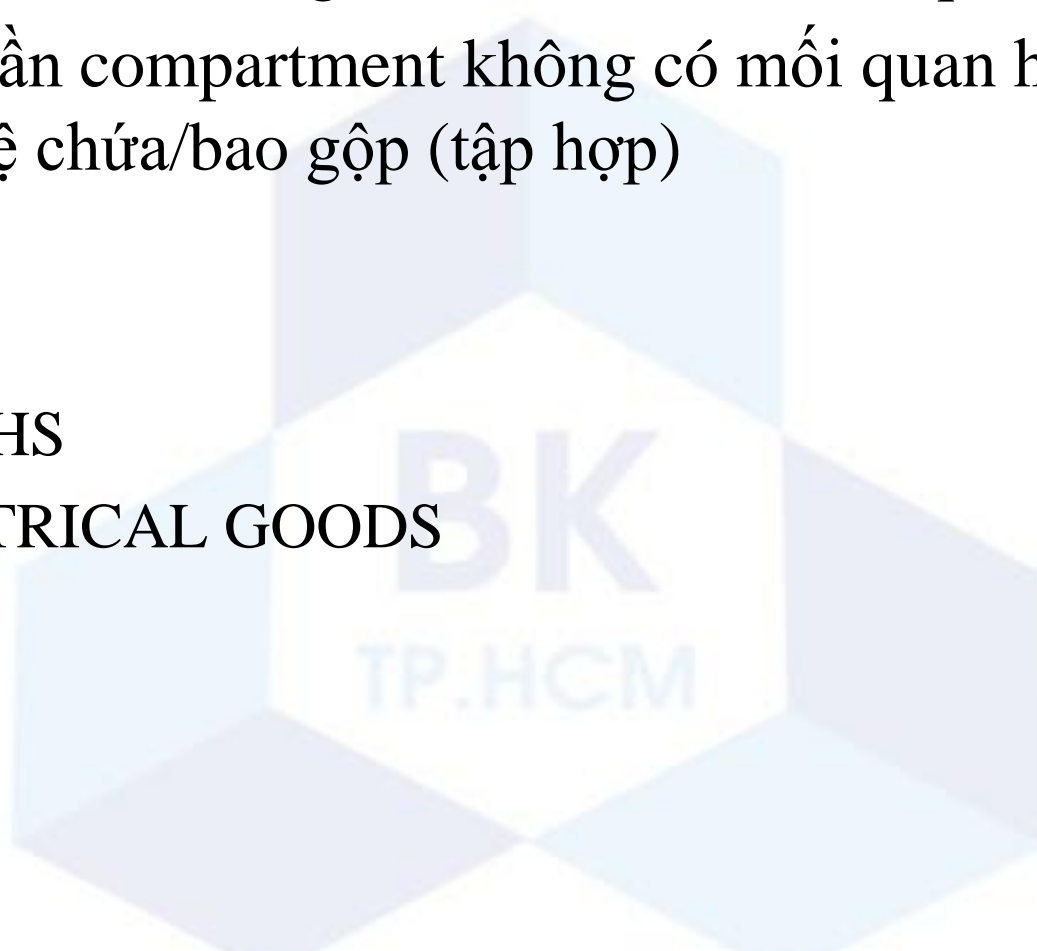 ần compartment không có mối quan h
ệ chứa/bao gộp (tập hợp)
HS
TRICAL GOODS
BK
TP.HCM